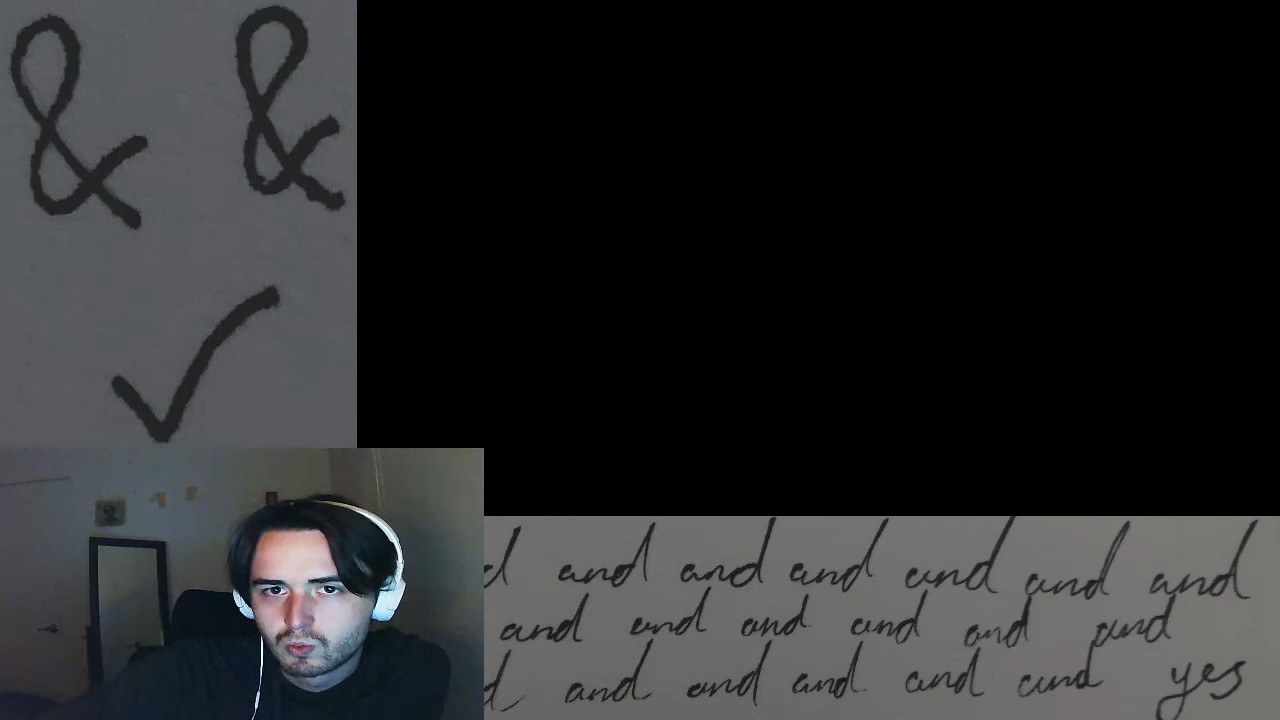 & &
✓
d and and and and and and
and and and and and and
d and and and and and yes